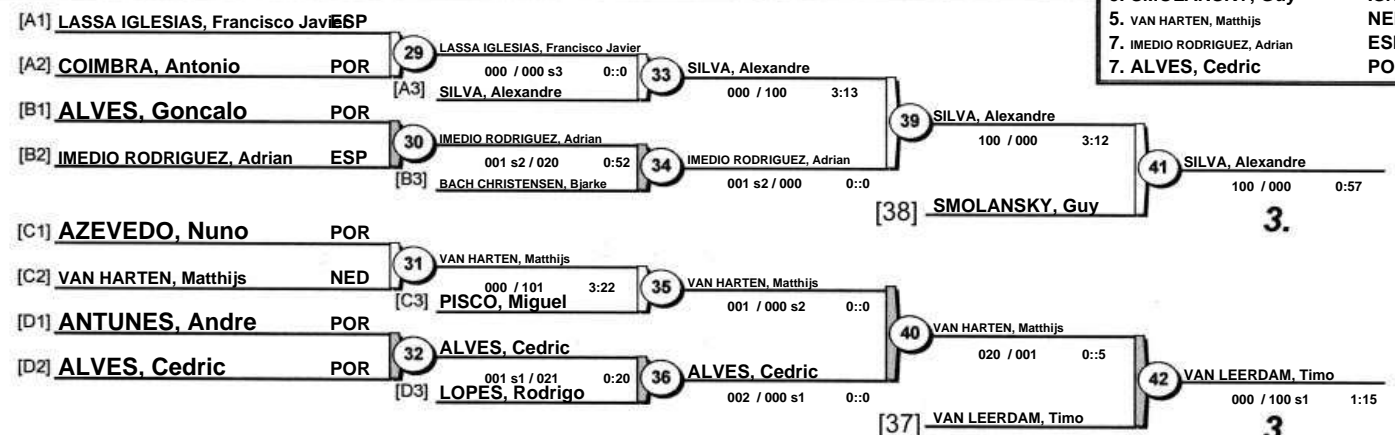 5. VAN HARTEN, Matthijs
7. IMEDIO RODRIGUEZ, Adrian
7. ALVES, Cedric
[A1] LASSA IGLESIAS, Francisco Javier ESP
[A2] COIMBRA, Antonio POR
29 LASSA IGLESIAS, Francisco Javier
000 / 000 s3 0::0
[A3] SILVA, Alexandre
33 SILVA, Alexandre
000 / 100 3:13
[B1] ALVES, Goncalo POR
[B2] IMEDIO RODRIGUEZ, Adrian ESP
30 IMEDIO RODRIGUEZ, Adrian
001 s2 / 020 0:52
[B3] BACH CHRISTENSEN, Bjarke
34 IMEDIO RODRIGUEZ, Adrian
001 s2 / 000 0::0
39 SILVA, Alexandre
100 / 000 3:12
[38] SMOLANSKY, Guy
41 SILVA, Alexandre
100 / 000 0:57
3.
[C1] AZEVEDO, Nuno POR
[C2] VAN HARTEN, Matthijs NED
31 VAN HARTEN, Matthijs
000 / 101 3:22
[C3] PISCO, Miguel
35 VAN HARTEN, Matthijs
001 / 000 s2 0::0
[D1] ANTUNES, Andre POR
[D2] ALVES, Cedric POR
32 ALVES, Cedric
001 s1 / 021 0:20
[D3] LOPES, Rodrigo
36 ALVES, Cedric
002 / 000 s1 0::0
40 VAN HARTEN, Matthijs
020 / 001 0::5
[37] VAN LEERDAM, Timo
42 VAN LEERDAM, Timo
000 / 100 s1 1:15
3